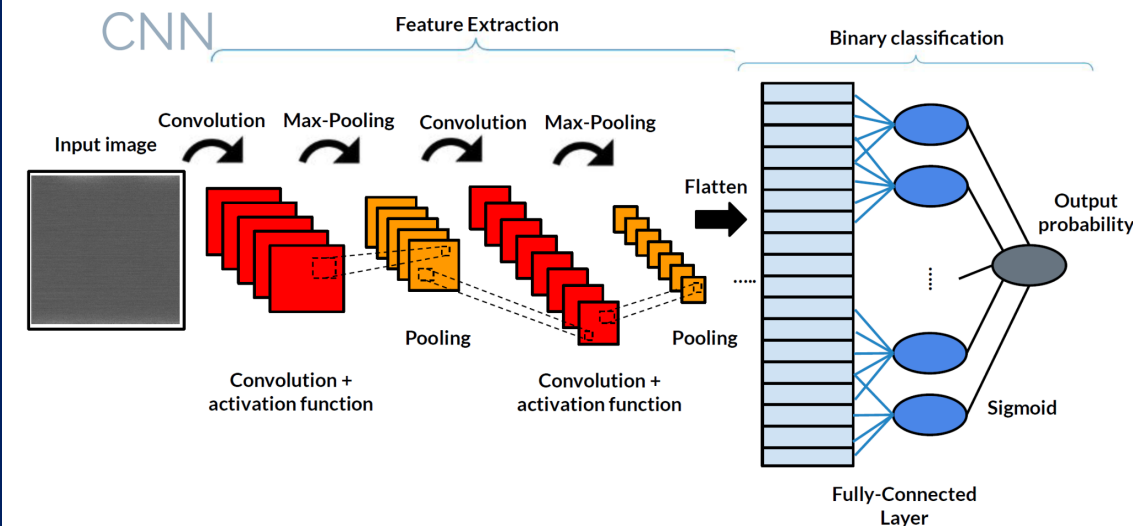 CNN
Feature Extraction
Binary classification
Convolution
Max-Pooling
Convolution
Max-Pooling
Input image
Flatten
Output
probability
.....
....
Pooling
Pooling
Convolution +
activation function
Convolution +
activation function
Sigmoid
Fully-Connected
Layer